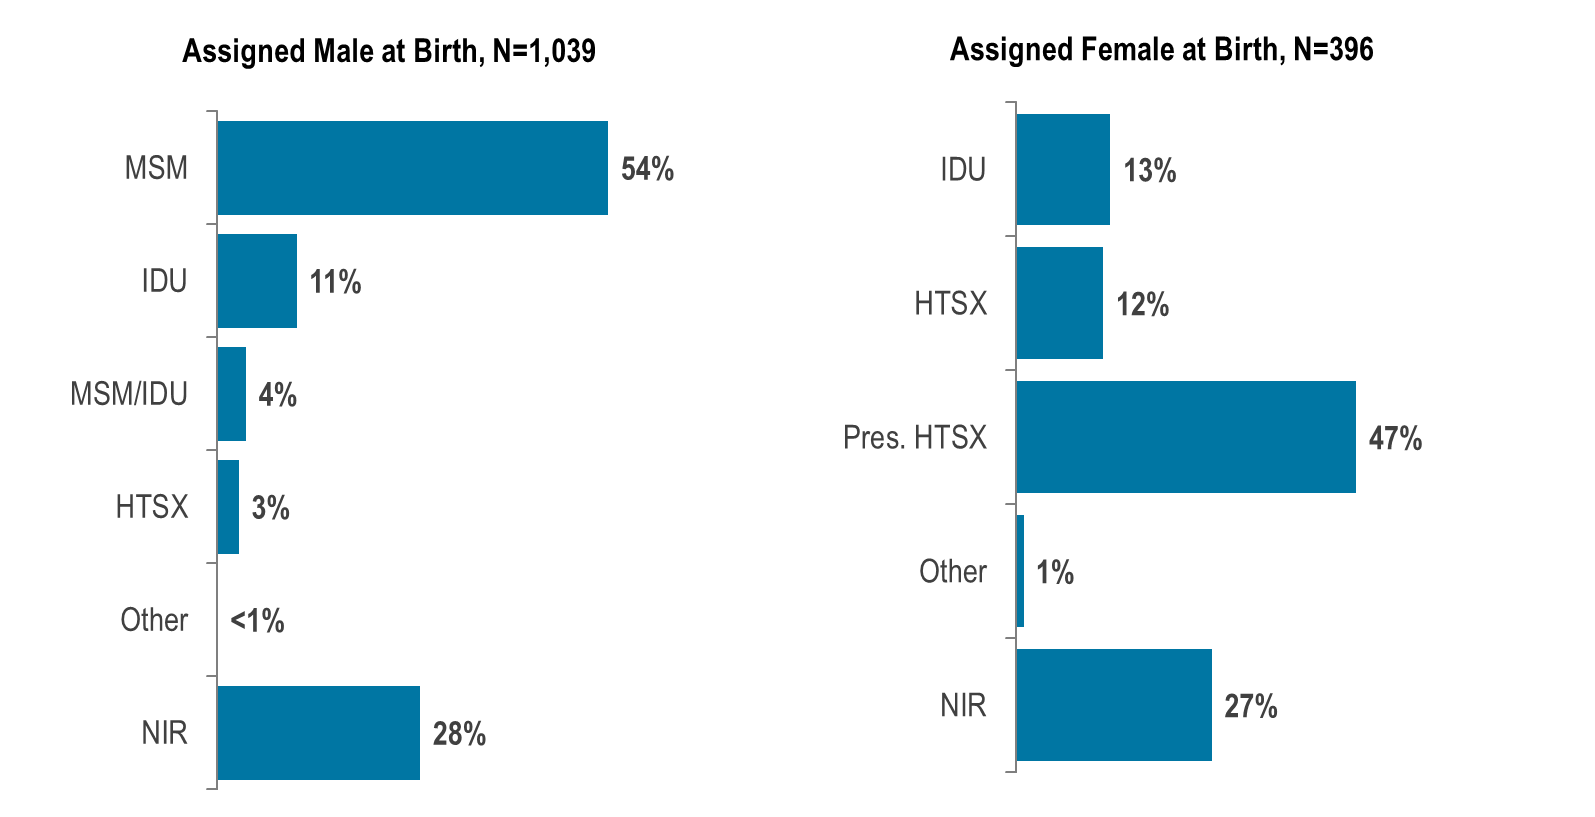 Assigned Male at Birth, N=1,039
MSM 54%
IDU 11%
MSM/IDU 4%
HTSX 3%
Other <1%
NIR 28%
Assigned Female at Birth, N=396
IDU 13%
HTSX 12%
Pres. HTSX 47%
Other 1%
NIR 27%